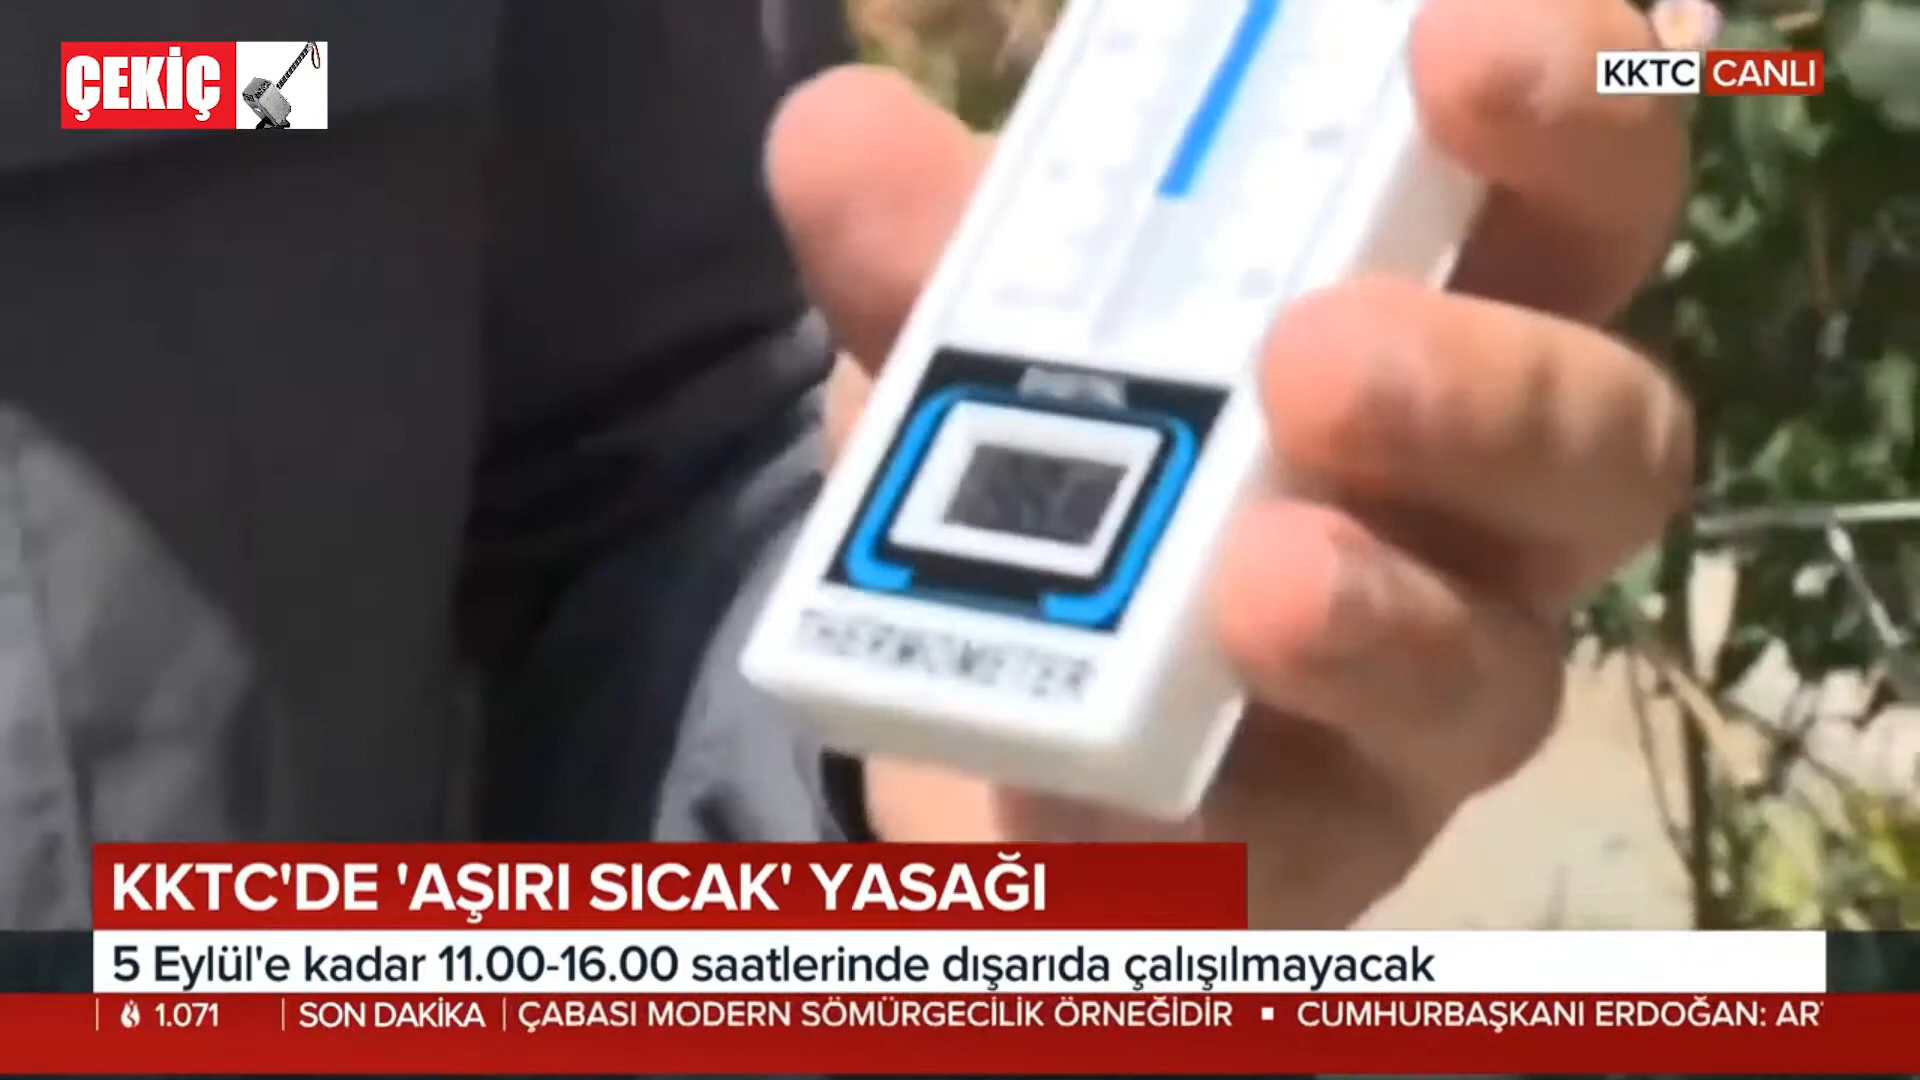 ÇEKİÇ
KKTC CANLI
THERMOMETER
KKTC'DE 'AŞIRI SICAK' YASAĞI
5 Eylül'e kadar 11.00-16.00 saatlerinde dışarıda çalışılmayacak
1.071 SON DAKİKA ÇABASI MODERN SÖMÜRGECİLİK ÖRNEĞİDİR ▪ CUMHURBAŞKANI ERDOĞAN: